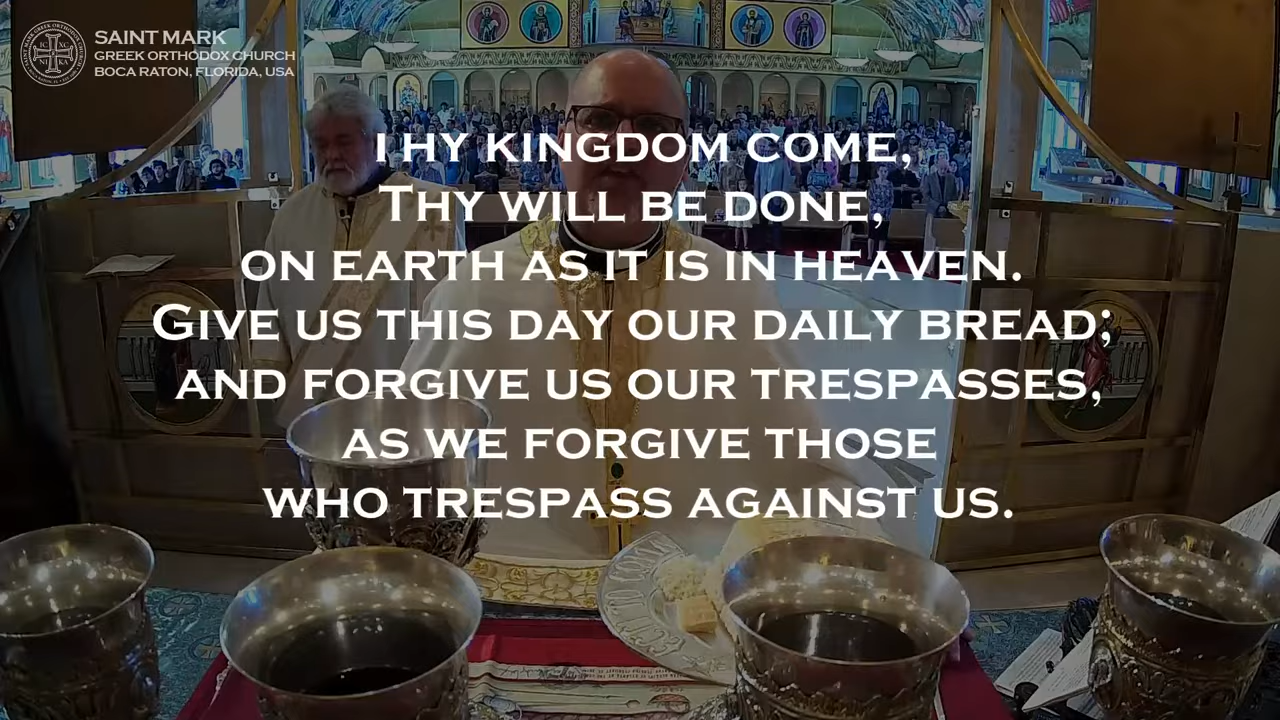 SAINT MARK
GREEK ORTHODOX CHURCH
BOCA RATON, FLORIDA, USA
THY KINGDOM COME,
THY WILL BE DONE,
ON EARTH AS IT IS IN HEAVEN.
GIVE US THIS DAY OUR DAILY BREAD;
AND FORGIVE US OUR TRESPASSES,
AS WE FORGIVE THOSE
WHO TRESPASS AGAINST US.